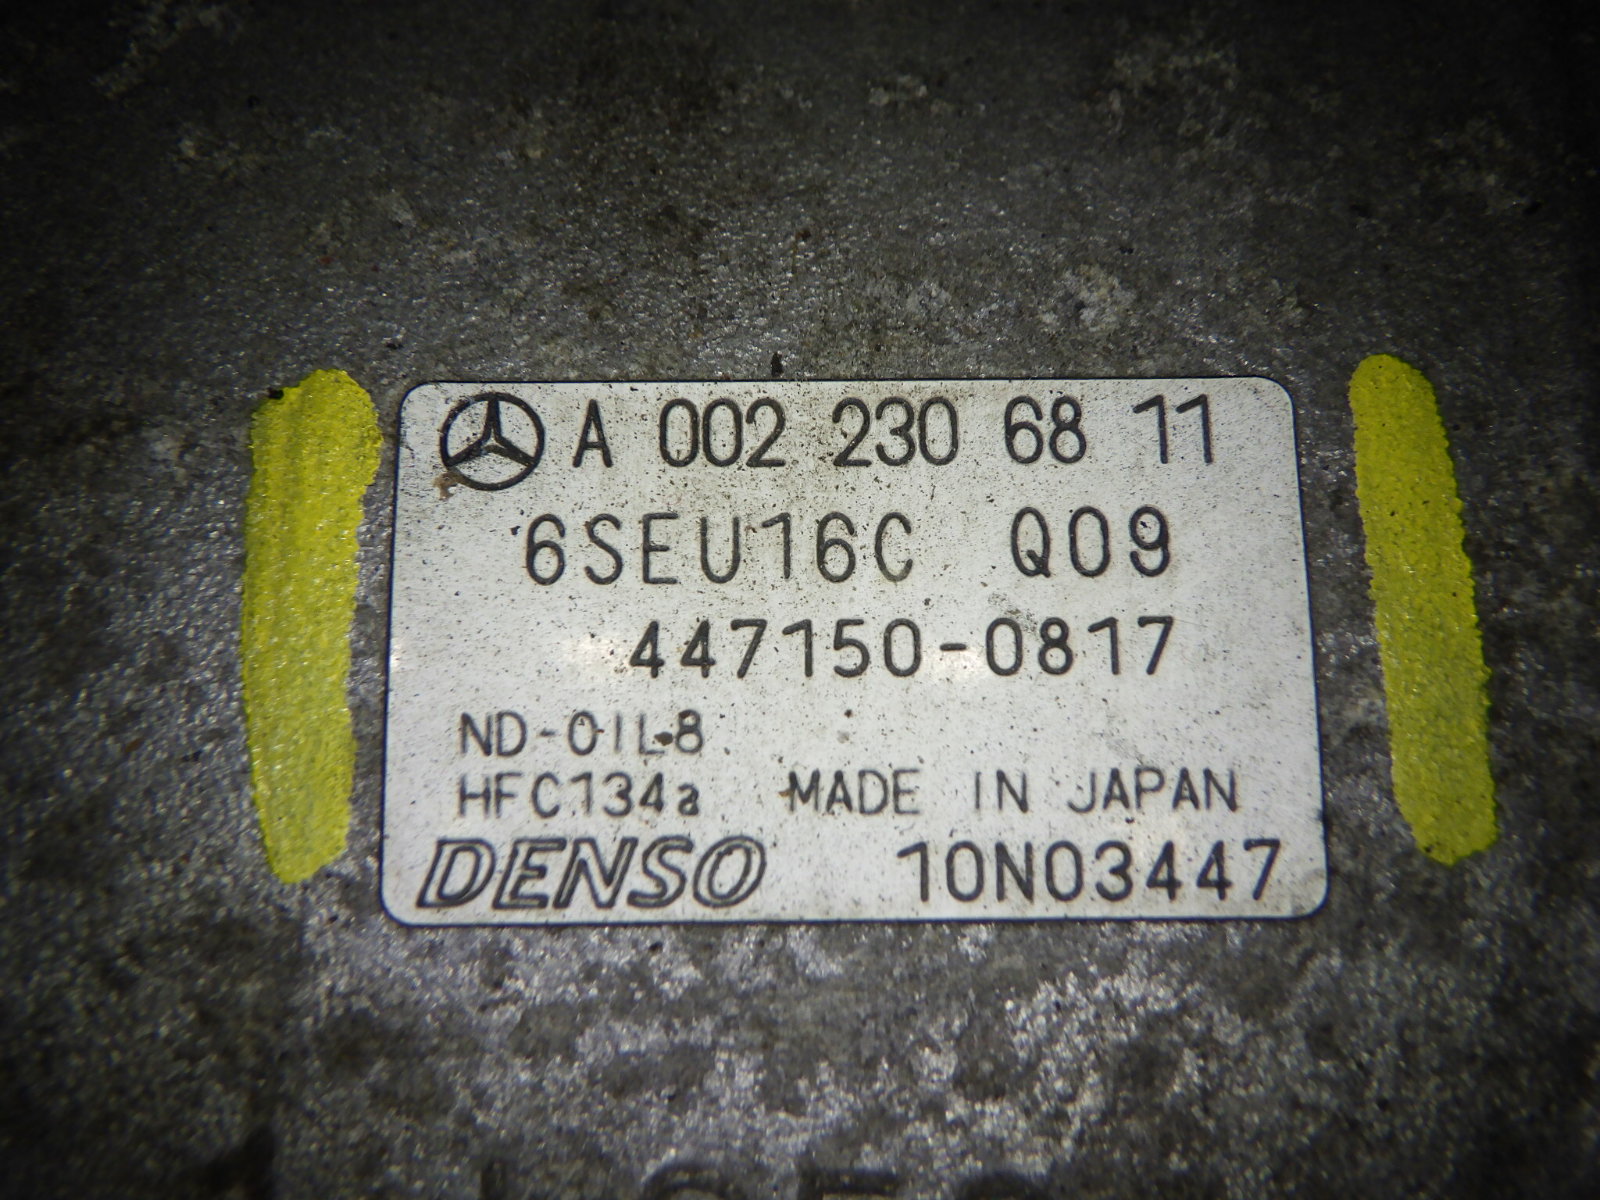 A 002 230 68 11
6SEU16C Q09
447150-0817
ND-OIL8
HFC134a MADE IN JAPAN
DENSO 10N03447